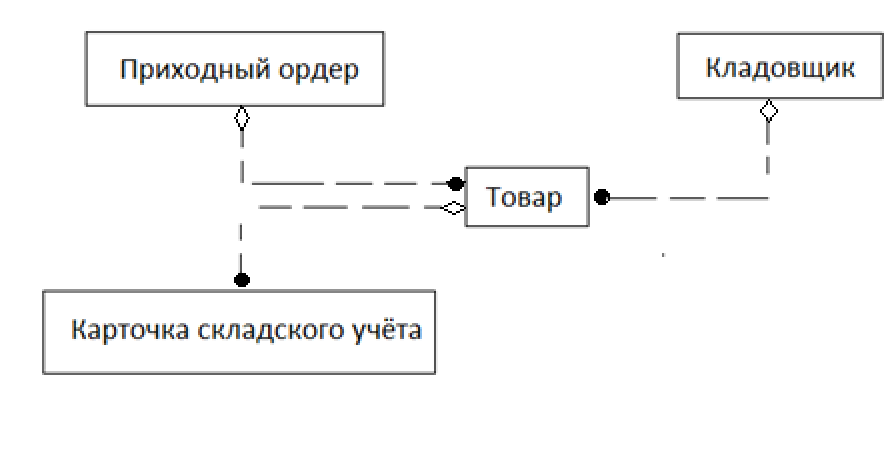 Приходный ордер
Кладовщик
Товар
Карточка складского учёта